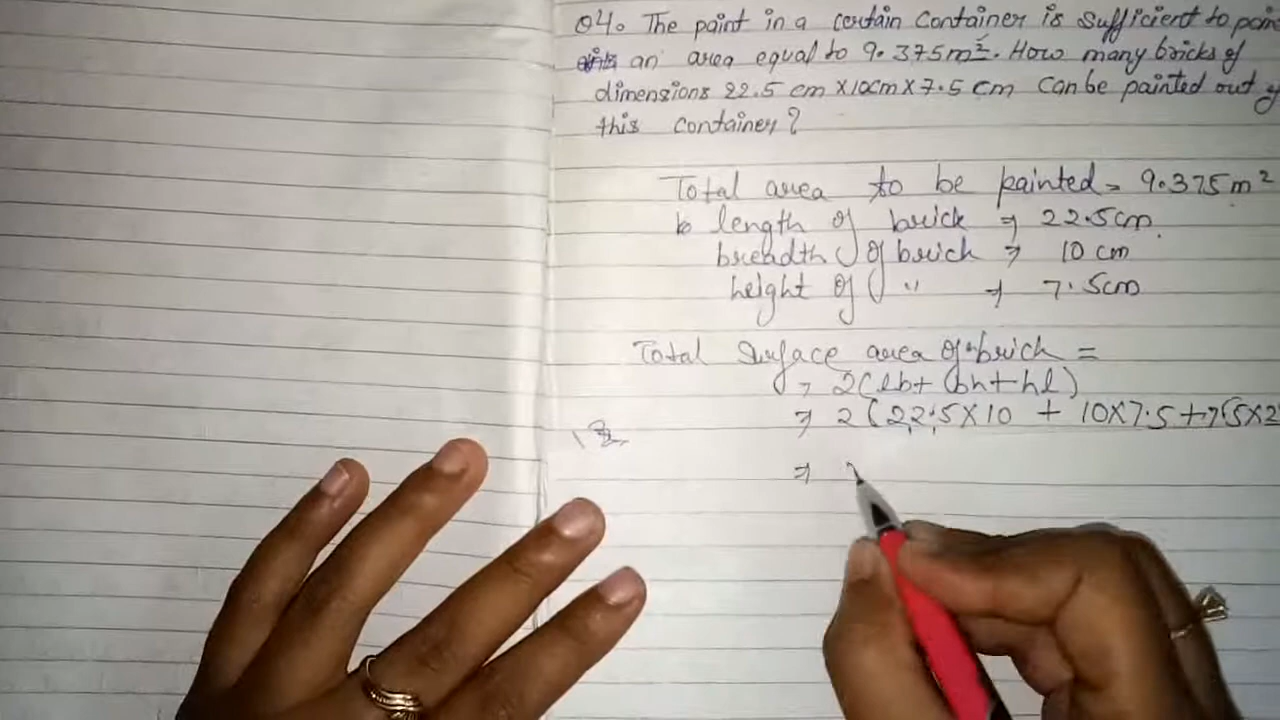 Q4. The paint in a certain Container is sufficient to pain
an area equal to 9.375m². How many bricks of
dimensions 22.5 cm X10cm X 7.5 cm Can be painted out of
this container?
Total area to be painted = 9.375m²
length of brick ⇒ 22.5cm.
breadth of brick ⇒ 10 cm
height of " ⇒ 7.5cm
Total Surface area of brick =
⇒ 2(lb+ bh+hl)
⇒ 2(22.5X10 + 10X7.5+7.5X2
⇒